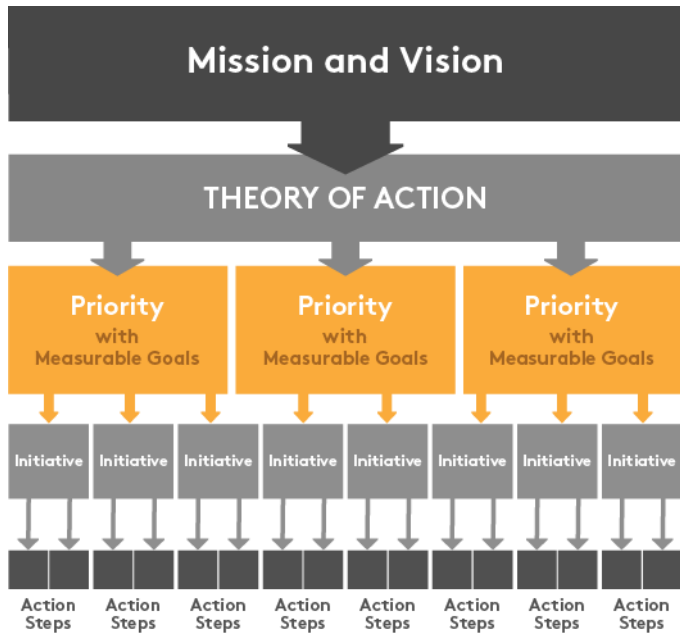 Mission and Vision
THEORY OF ACTION
Priority
with
Measurable Goals
Priority
with
Measurable Goals
Priority
with
Measurable Goals
Initiative
Initiative
Initiative
Initiative
Initiative
Initiative
Initiative
Initiative
Action
Steps
Action
Steps
Action
Steps
Action
Steps
Action
Steps
Action
Steps
Action
Steps
Action
Steps